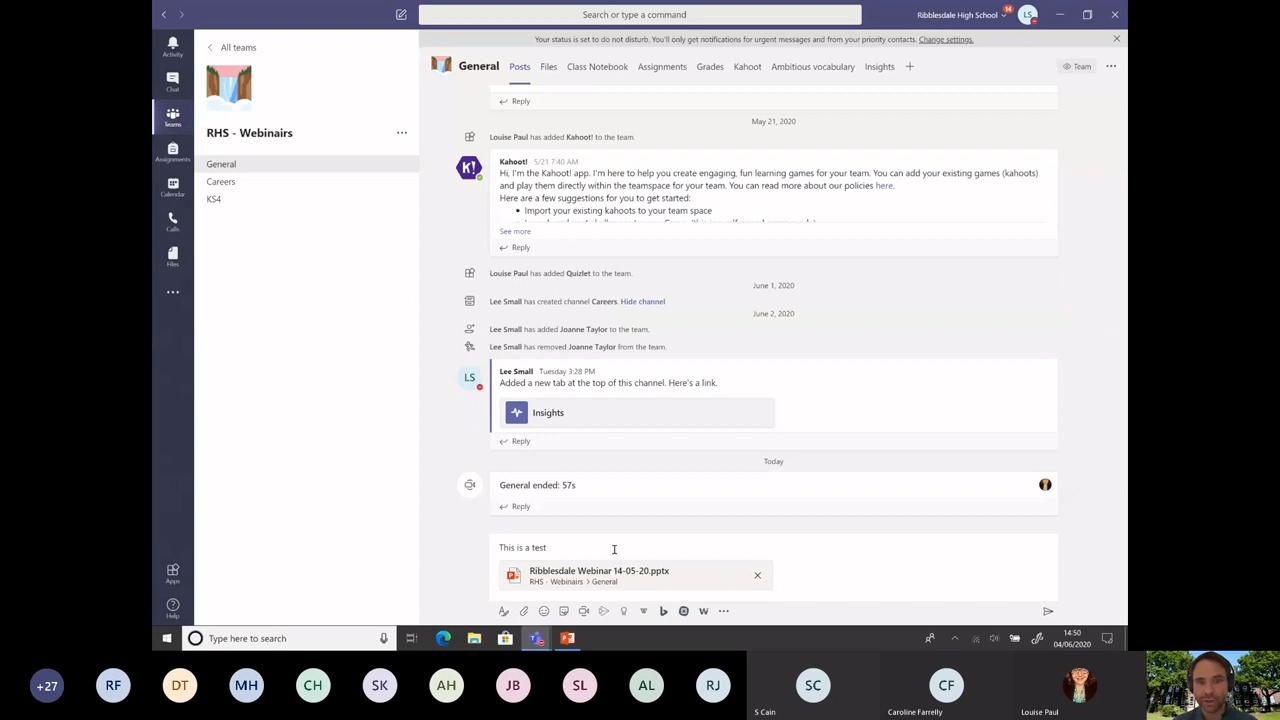 Search or type a command
Ribblesdale High School
14
LS
Your status is set to do not disturb. You'll only get notifications for urgent messages and from your priority contacts. Change settings.
Activity
Chat
Teams
Assignments
Calendar
Calls
Files
Apps
Help
All teams
RHS - Webinairs
General
Careers
KS4
General
Posts
Files
Class Notebook
Assignments
Grades
Kahoot
Ambitious vocabulary
Insights
Team
Reply
May 21, 2020
Louise Paul has added Kahoot! to the team.
K!
Kahoot! 5/21 7:40 AM
Hi, I'm the Kahoot! app. I'm here to help you create engaging, fun learning games for your team. You can add your existing games (kahoots)
and play them directly within the teamspace for your team. You can read more about our policies here.
Here are a few suggestions for you to get started:
• Import your existing kahoots to your team space
See more
Reply
Louise Paul has added Quizlet to the team.
June 1, 2020
Lee Small has created channel Careers. Hide channel
June 2, 2020
Lee Small has added Joanne Taylor to the team.
Lee Small has removed Joanne Taylor from the team.
LS
Lee Small Tuesday 3:28 PM
Added a new tab at the top of this channel. Here's a link.
Insights
Reply
Today
General ended: 57s
Reply
This is a test
Ribblesdale Webinar 14-05-20.pptx
RHS - Webinairs > General
Type here to search
14:50
04/06/2020
+27
RF
DT
MH
CH
SK
AH
JB
SL
AL
RJ
SC
S Cain
CF
Caroline Farrelly
Louise Paul